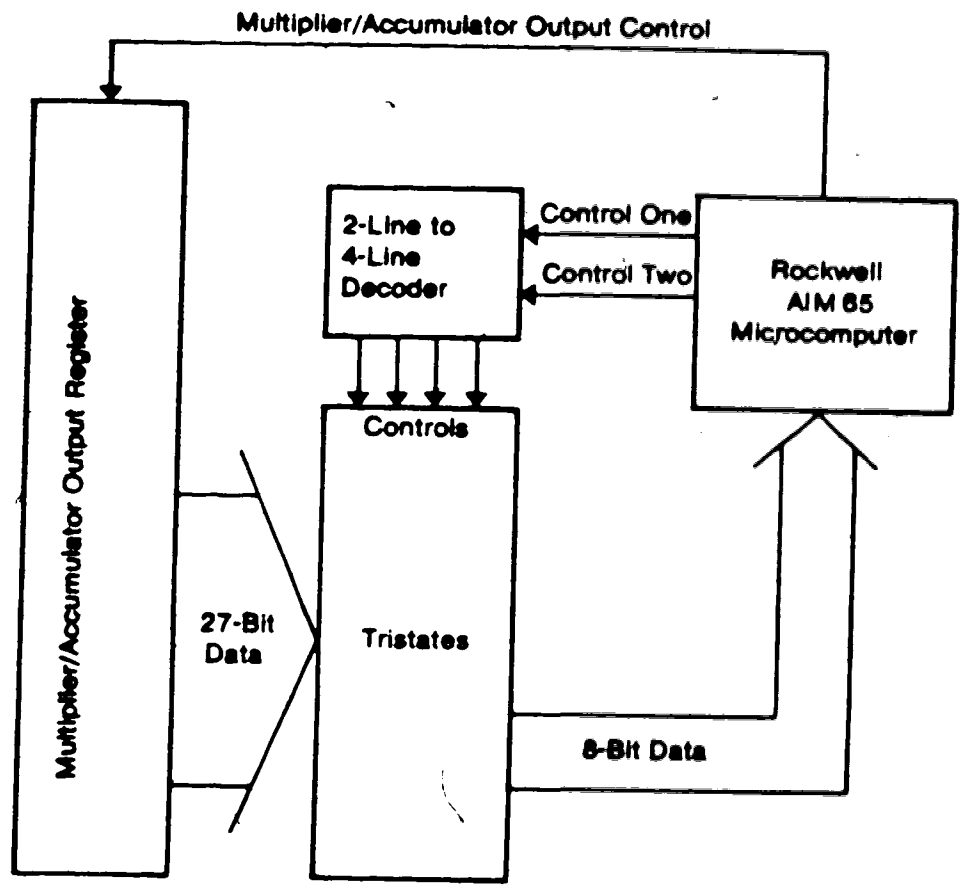 Multiplier/Accumulator Output Control
2-Line to
4-Line
Decoder
Control One
Control Two
Rockwell
AIM 65
Microcomputer
Multiplier/Accumulator Output Register
Controls
27-Bit
Data
Tristates
8-Bit Data